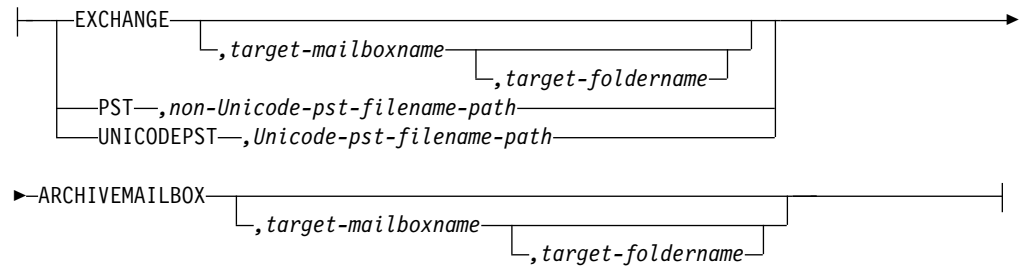 EXCHANGE
,target-mailboxname
,target-foldername
PST ,non-Unicode-pst-filename-path
UNICODEPST ,Unicode-pst-filename-path
ARCHIVEMAILBOX
,target-mailboxname
,target-foldername